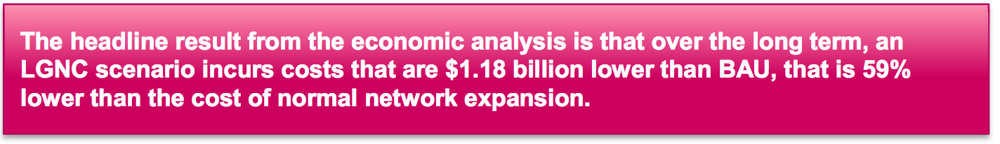 The headline result from the economic analysis is that over the long term, an
LGNC scenario incurs costs that are $1.18 billion lower than BAU, that is 59%
lower than the cost of normal network expansion.